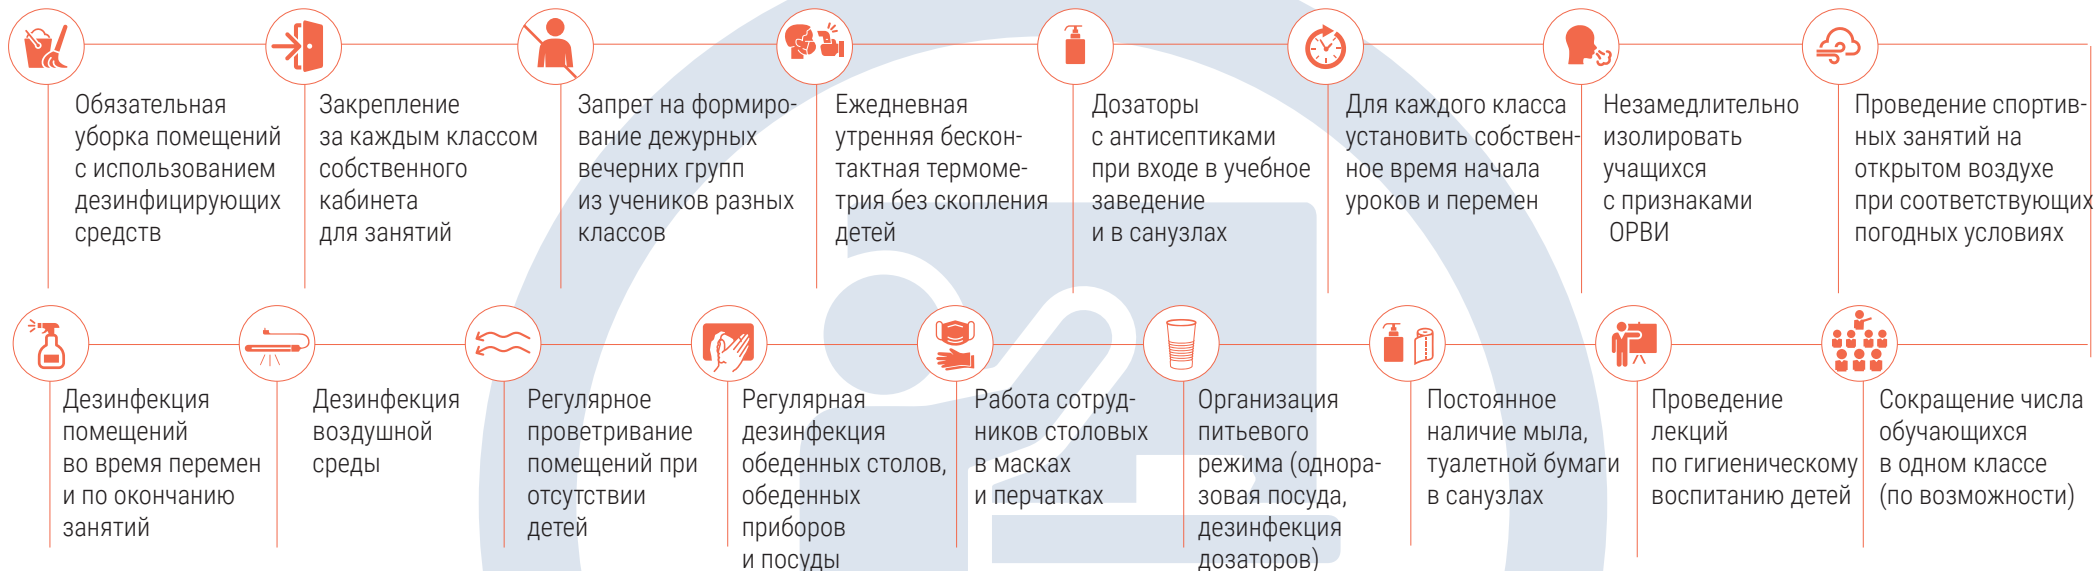 Обязательная
уборка помещений
с использованием
дезинфицирующих
средств
Закрепление
за каждым классом
собственного
кабинета
для занятий
Запрет на формиро-
вание дежурных
вечерних групп
из учеников разных
классов
Ежедневная
утренняя бескон-
тактная термоме-
трия без скопления
детей
Дозаторы
с антисептиками
при входе в учебное
заведение
и в санузлах
Для каждого класса
установить собствен-
ное время начала
уроков и перемен
Незамедлительно
изолировать
учащихся
с признаками
ОРВИ
Проведение спортив-
ных занятий на
открытом воздухе
при соответствующих
погодных условиях
Дезинфекция
помещений
во время перемен
и по окончанию
занятий
Дезинфекция
воздушной
среды
Регулярное
проветривание
помещений при
отсутствии
детей
Регулярная
дезинфекция
обеденных столов,
обеденных
приборов
и посуды
Работа сотруд-
ников столовых
в масках
и перчатках
Организация
питьевого
режима (однора-
зовая посуда,
дезинфекция
дозаторов)
Постоянное
наличие мыла,
туалетной бумаги
в санузлах
Проведение
лекций
по гигиеническому
воспитанию детей
Сокращение числа
обучающихся
в одном классе
(по возможности)